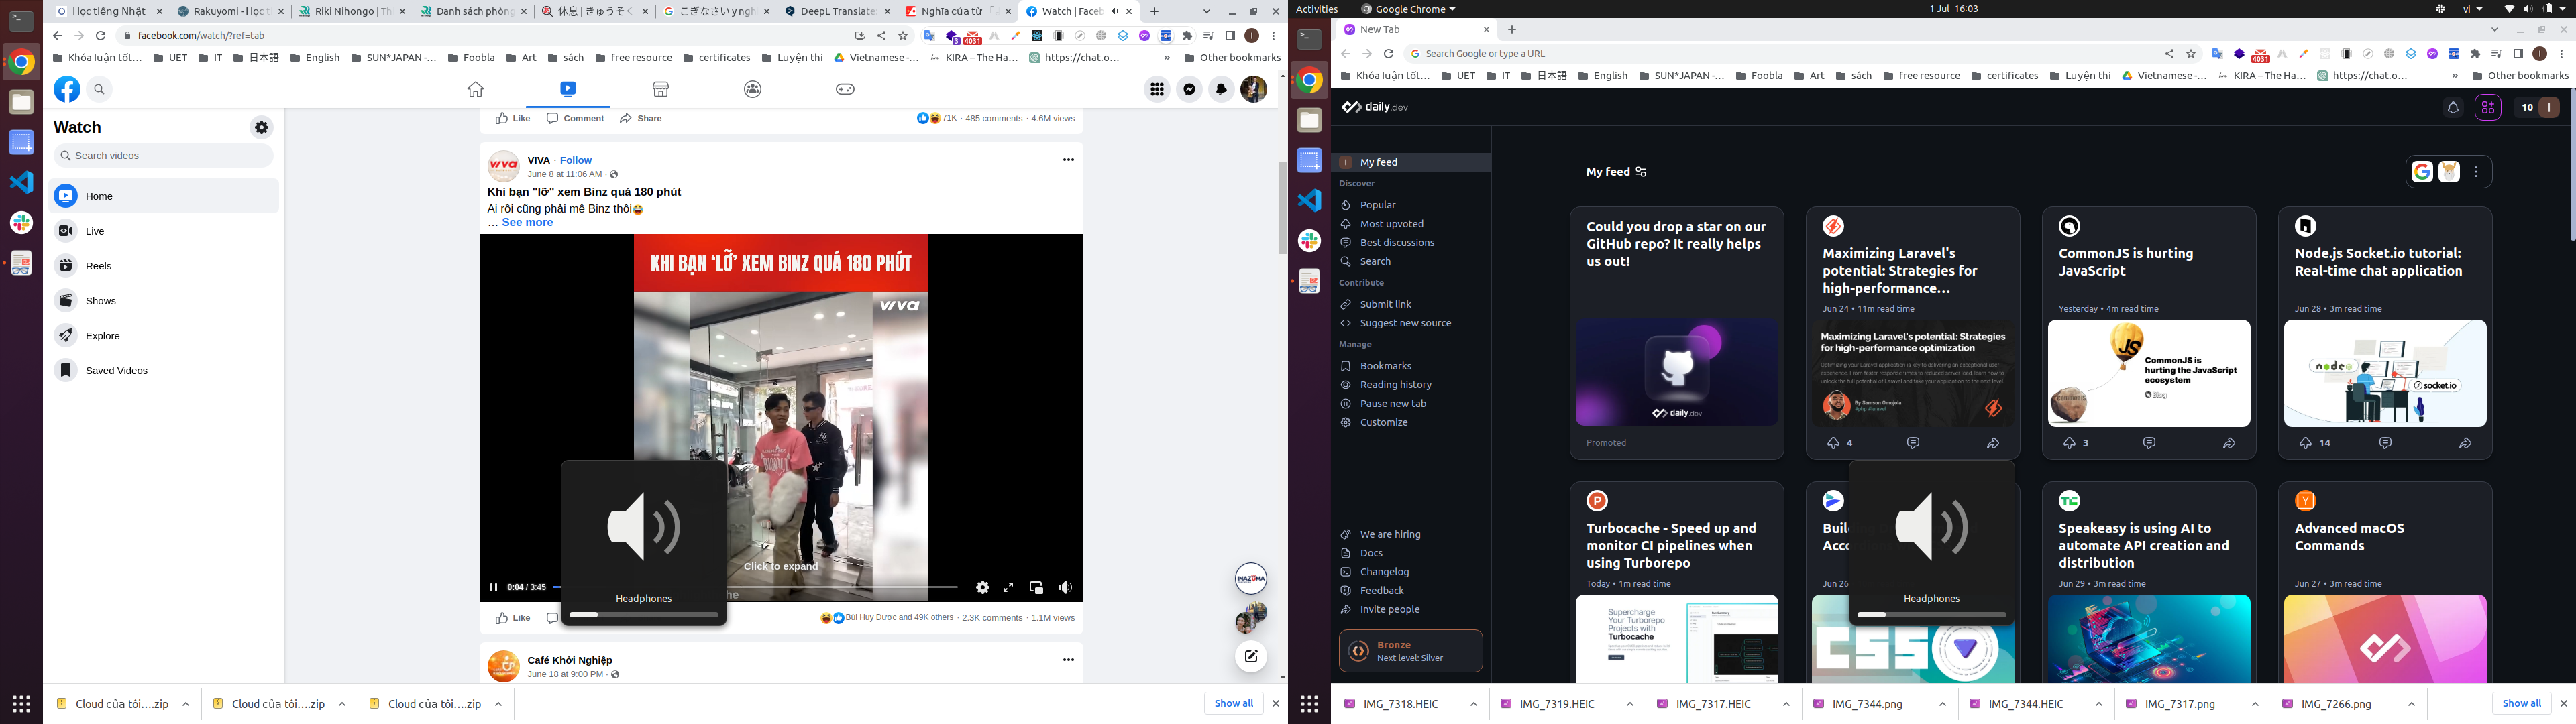 Học tiếng Nhật
Rakuyomi - Học t
Riki Nihongo | Th
Danh sách phòng
休息 | きゅうそく
こぎなさい y ngh
DeepL Translate:
Nghĩa của từ 「
Watch | Faceb
facebook.com/watch/?ref=tab
3
4031
Khóa luận tốt…
UET
IT
日本語
English
SUN*JAPAN -…
Foobla
Art
sách
free resource
certificates
Luyện thi
Vietnamese -…
KIRA – The Ha…
https://chat.o…
Other bookmarks
Watch
Search videos
Home
Live
Reels
Shows
Explore
Saved Videos
Like
Comment
Share
71K · 485 comments · 4.6M views
VIVA · Follow
June 8 at 11:06 AM ·
Khi bạn "lỡ" xem Binz quá 180 phút
Ai rồi cũng phải mê Binz thôi
… See more
KHI BẠN ‘LỠ’ XEM BINZ QUÁ 180 PHÚT
VIVA
Click to expand
0:04 / 3:45
Headphones
Like
Bùi Huy Dược and 49K others · 2.3K comments · 1.1M views
INAZUMA
Café Khởi Nghiệp
June 18 at 9:00 PM ·
Cloud của tôi….zip
Cloud của tôi….zip
Cloud của tôi….zip
Show all
Activities
Google Chrome
1 Jul 16:03
vi
New Tab
Search Google or type a URL
4031
Khóa luận tốt…
UET
IT
日本語
English
SUN*JAPAN -…
Foobla
Art
sách
free resource
certificates
Luyện thi
Vietnamese -…
KIRA – The Ha…
https://chat.o…
Other bookmarks
daily.dev
10
I
My feed
Discover
Popular
Most upvoted
Best discussions
Search
Contribute
Submit link
Suggest new source
Manage
Bookmarks
Reading history
Pause new tab
Customize
We are hiring
Docs
Changelog
Feedback
Invite people
Bronze
Next level: Silver
My feed
Could you drop a star on our
GitHub repo? It really helps
us out!
daily.dev
Promoted
Maximizing Laravel's
potential: Strategies for
high-performance…
Jun 24 • 11m read time
Maximizing Laravel's potential: Strategies
for high-performance optimization
By Samson Omojola
4
CommonJS is hurting
JavaScript
Yesterday • 4m read time
JS
CommonJS is
hurting the JavaScript
ecosystem
Blog
3
Node.js Socket.io tutorial:
Real-time chat application
Jun 28 • 3m read time
node
socket.io
14
Turbocache - Speed up and
monitor CI pipelines when
using Turborepo
Today • 1m read time
Supercharge
Your Turborepo
Projects with
Turbocache
Jun 26
CSS
Headphones
Speakeasy is using AI to
automate API creation and
distribution
Jun 29 • 3m read time
Advanced macOS
Commands
Jun 27 • 3m read time
IMG_7318.HEIC
IMG_7319.HEIC
IMG_7317.HEIC
IMG_7344.png
IMG_7344.HEIC
IMG_7317.png
IMG_7266.png
Show all